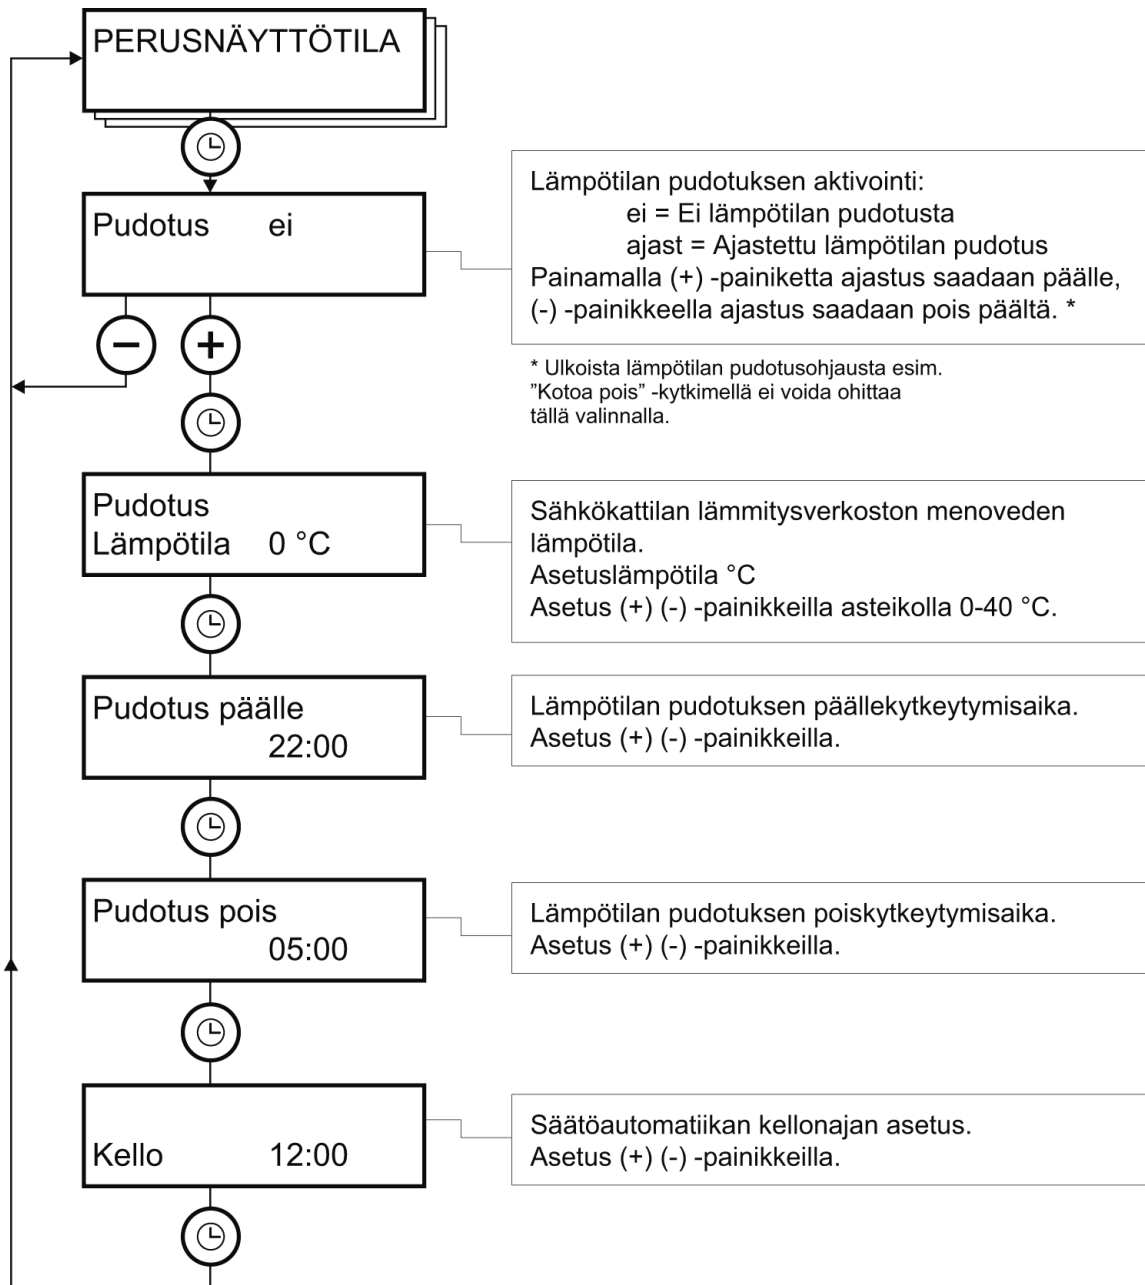 PERUSNÄYTTÖTILA
Pudotus ei
Lämpötilan pudotuksen aktivointi:
ei = Ei lämpötilan pudotusta
ajast = Ajastettu lämpötilan pudotus
Painamalla (+) -painiketta ajastus saadaan päälle,
(-) -painikkeella ajastus saadaan pois päältä. *
* Ulkoista lämpötilan pudotusohjausta esim.
”Kotoa pois” -kytkimellä ei voida ohittaa
tällä valinnalla.
Pudotus
Lämpötila 0 °C
Sähkökattilan lämmitysverkoston menoveden
lämpötila.
Asetuslämpötila °C
Asetus (+) (-) -painikkeilla asteikolla 0-40 °C.
Pudotus päälle
22:00
Lämpötilan pudotuksen päällekytkeytymisaika.
Asetus (+) (-) -painikkeilla.
Pudotus pois
05:00
Lämpötilan pudotuksen poiskytkeytymisaika.
Asetus (+) (-) -painikkeilla.
Kello 12:00
Säätöautomatiikan kellonajan asetus.
Asetus (+) (-) -painikkeilla.